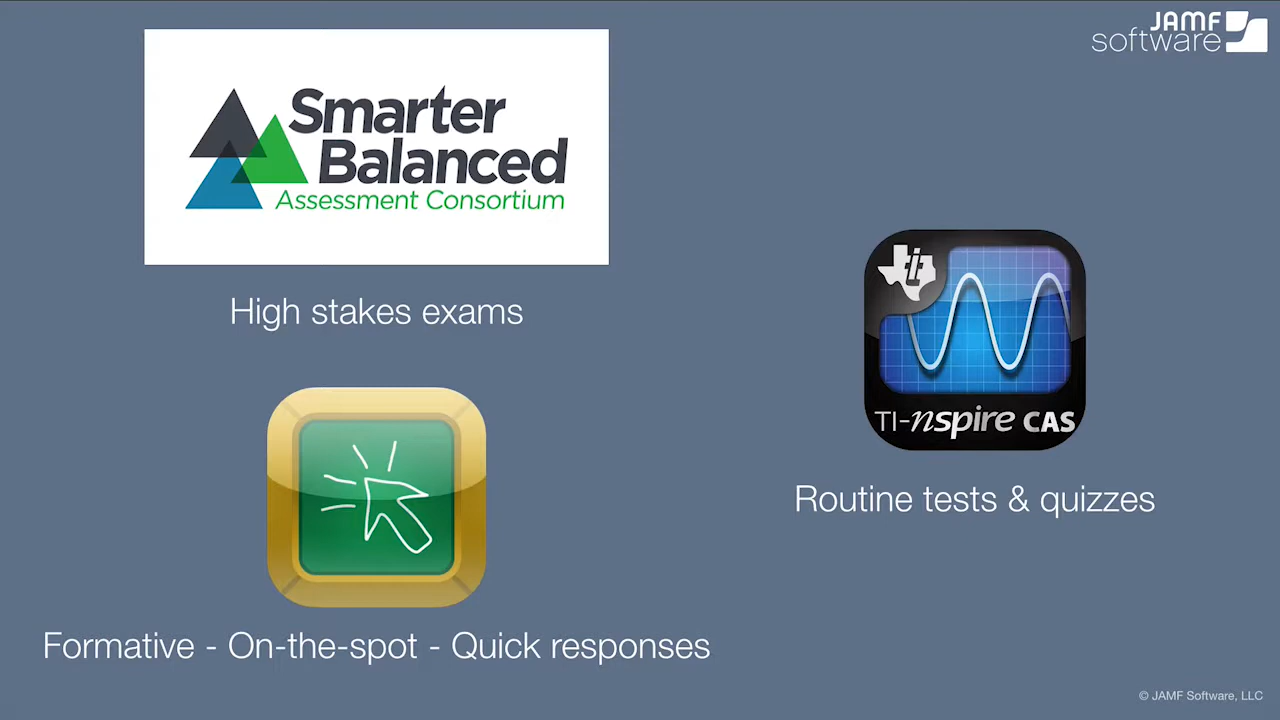 JAMF
software
Smarter
Balanced
Assessment Consortium
High stakes exams
TI-nspire CAS
Routine tests & quizzes
Formative - On-the-spot - Quick responses
© JAMF Software, LLC